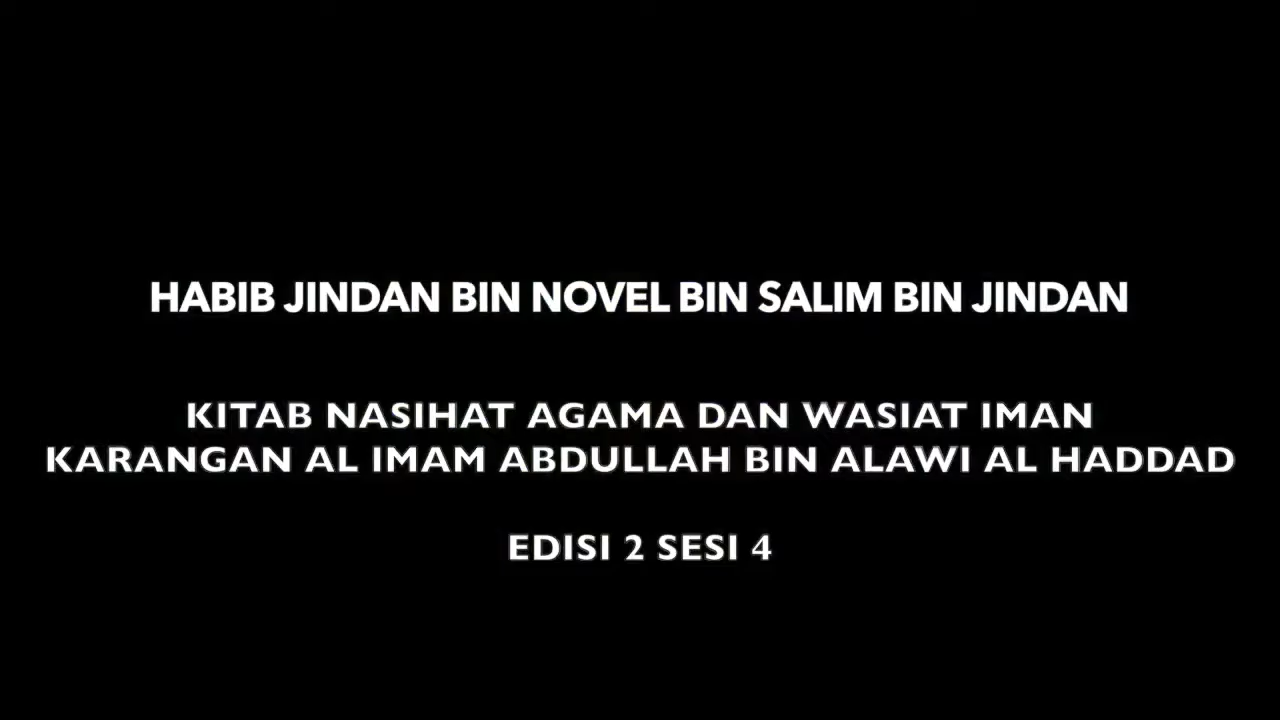 HABIB JINDAN BIN NOVEL BIN SALIM BIN JINDAN
KITAB NASIHAT AGAMA DAN WASIAT IMAN
KARANGAN AL IMAM ABDULLAH BIN ALAWI AL HADDAD
EDISI 2 SESI 4